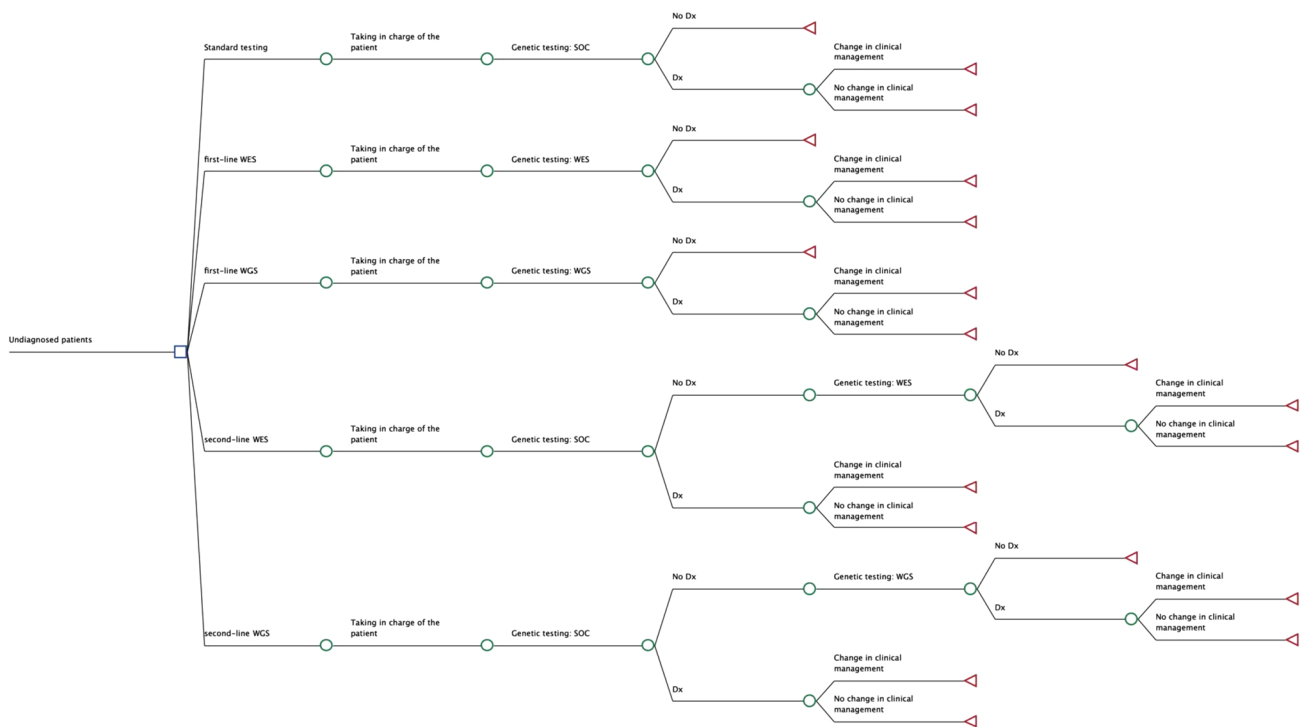 No Dx
Standard testing
Taking in charge of the
patient
Genetic testing: SOC
Change in clinical
management
Dx
No change in clinical
management
No Dx
first-line WES
Taking in charge of the
patient
Genetic testing: WES
Change in clinical
management
Dx
No change in clinical
management
No Dx
first-line WGS
Taking in charge of the
patient
Genetic testing: WGS
Change in clinical
management
Dx
No change in clinical
management
Undiagnosed patients
No Dx
No Dx
Genetic testing: WES
Change in clinical
management
Dx
No change in clinical
management
second-line WES
Taking in charge of the
patient
Genetic testing: SOC
Change in clinical
management
Dx
No change in clinical
management
No Dx
No Dx
Genetic testing: WGS
Change in clinical
management
Dx
No change in clinical
management
second-line WGS
Taking in charge of the
patient
Genetic testing: SOC
Change in clinical
management
Dx
No change in clinical
management